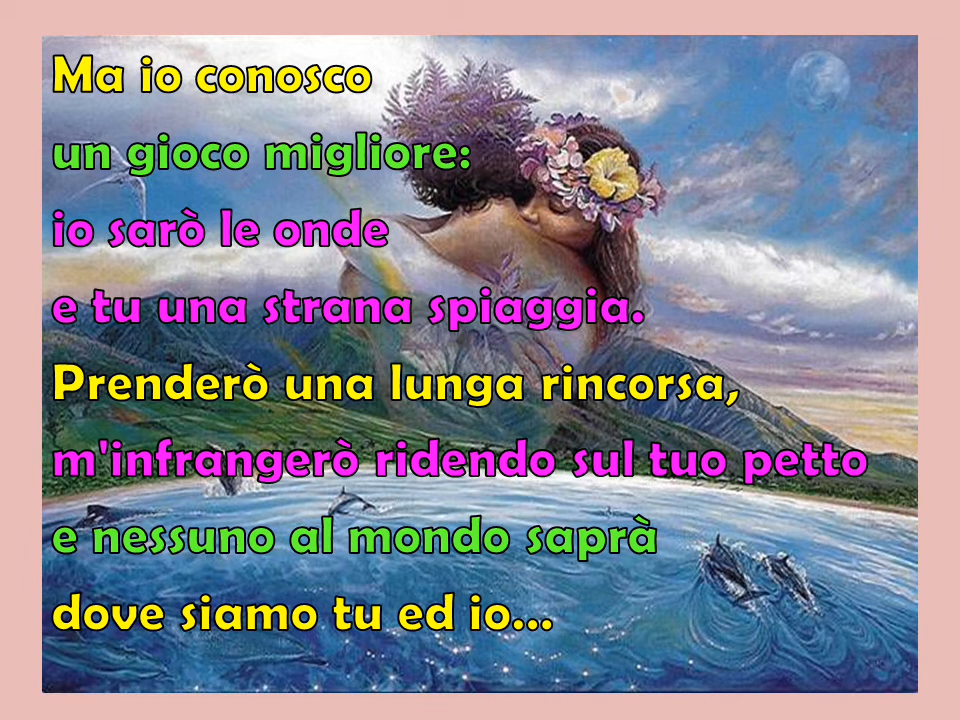 Ma io conosco
un gioco migliore:
io sarò le onde
e tu una strana spiaggia.
Prenderò una lunga rincorsa,
m'infrangerò ridendo sul tuo petto
e nessuno al mondo saprà
dove siamo tu ed io...